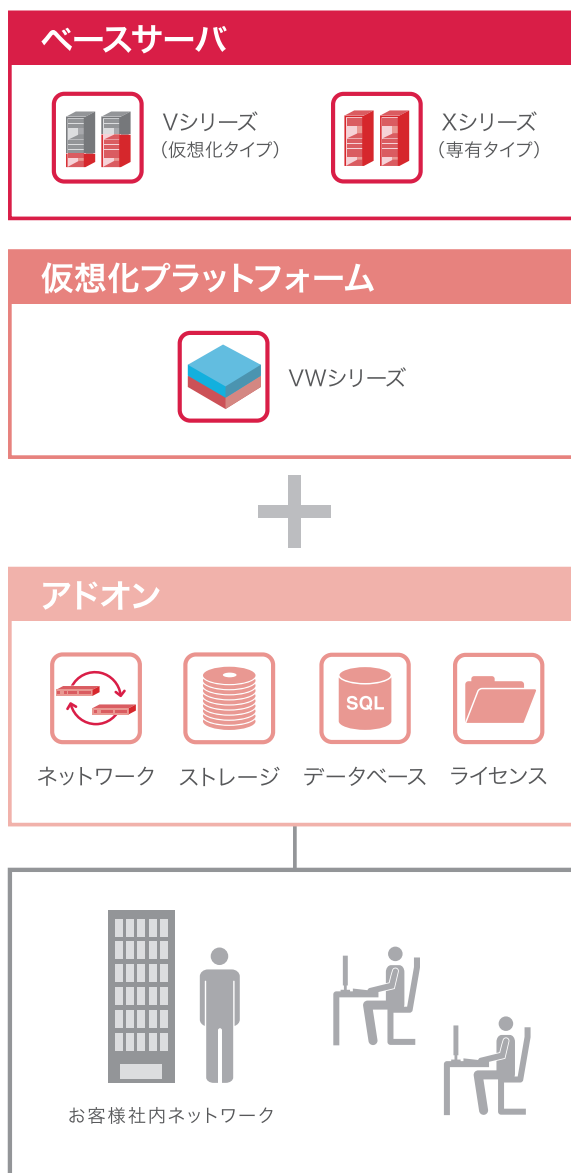 ベースサーバ
Vシリーズ
(仮想化タイプ)
Xシリーズ
(専有タイプ)
仮想化プラットフォーム
VWシリーズ
アドオン
SQL
ネットワーク
ストレージ
データベース
ライセンス
お客様社内ネットワーク